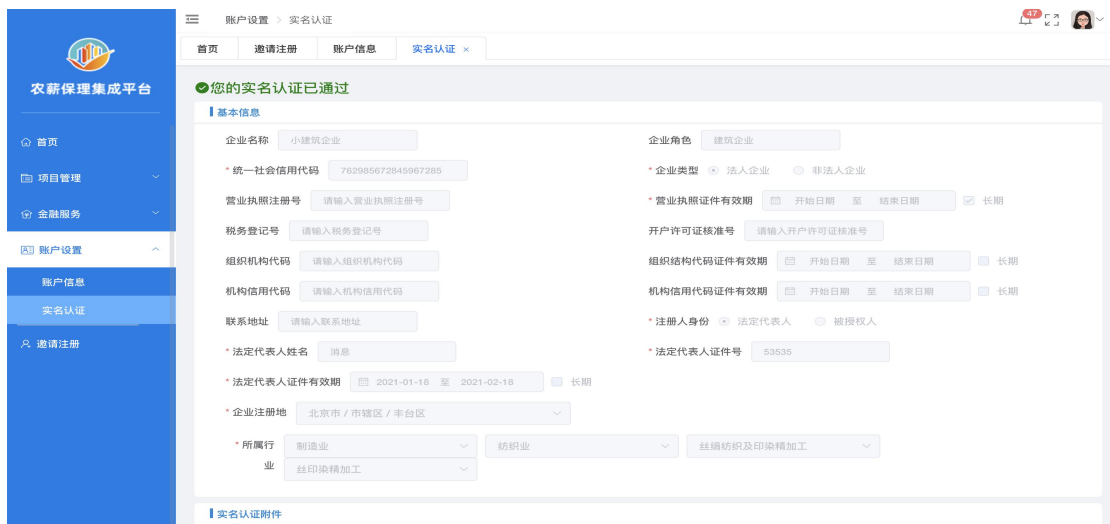 账户设置 > 实名认证
47
首页 邀请注册 账户信息 实名认证 ×
农薪保理集成平台
首页
项目管理
金融服务
账户设置
账户信息
实名认证
邀请注册
您的实名认证已通过
基本信息
企业名称 小建筑企业 企业角色 建筑企业
* 统一社会信用代码 762985672845967285 * 企业类型 法人企业 非法人企业
营业执照注册号 请输入营业执照注册号 * 营业执照证件有效期 开始日期 至 结束日期 长期
税务登记号 请输入税务登记号 开户许可证核准号 请输入开户许可证核准号
组织机构代码 请输入组织机构代码 组织结构代码证件有效期 开始日期 至 结束日期 长期
机构信用代码 请输入机构信用代码 机构信用代码证件有效期 开始日期 至 结束日期 长期
联系地址 请输入联系地址 * 注册人身份 法定代表人 被授权人
* 法定代表人姓名 消息 * 法定代表人证件号 53535
* 法定代表人证件有效期 2021-01-18 至 2021-02-18 长期
* 企业注册地 北京市 / 市辖区 / 丰台区
* 所属行业 制造业 纺织业 丝绢纺织及印染精加工
丝印染精加工
实名认证附件